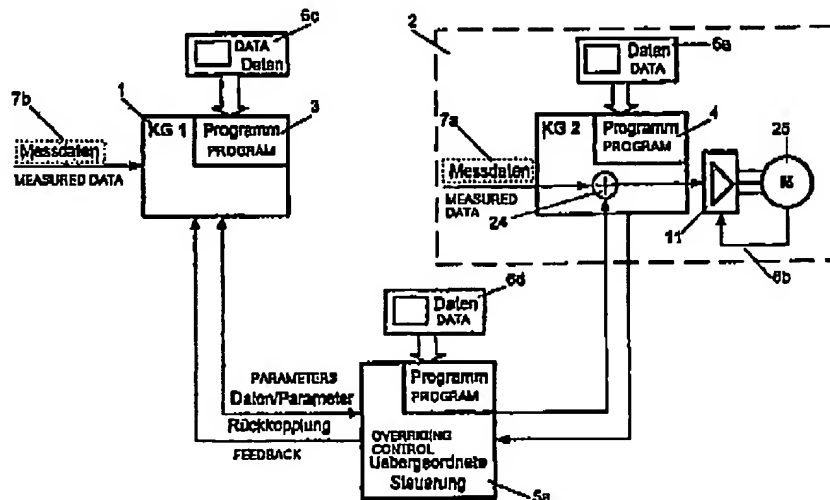 6c
DATA
Daten
2
Daten
DATA
6e
7b
1
KG 1
Programm
PROGRAM
3
Messdaten
MEASURED DATA
7a
KG 2
Programm
PROGRAM
4
25
Messdaten
MEASURED
DATA
24
11
6b
6d
Daten
DATA
PARAMETERS
Daten/Parameter
Rückkopplung
FEEDBACK
Programm
PROGRAM
OVERRIDING
CONTROL
Uebergeordnete
Steuerung
5a